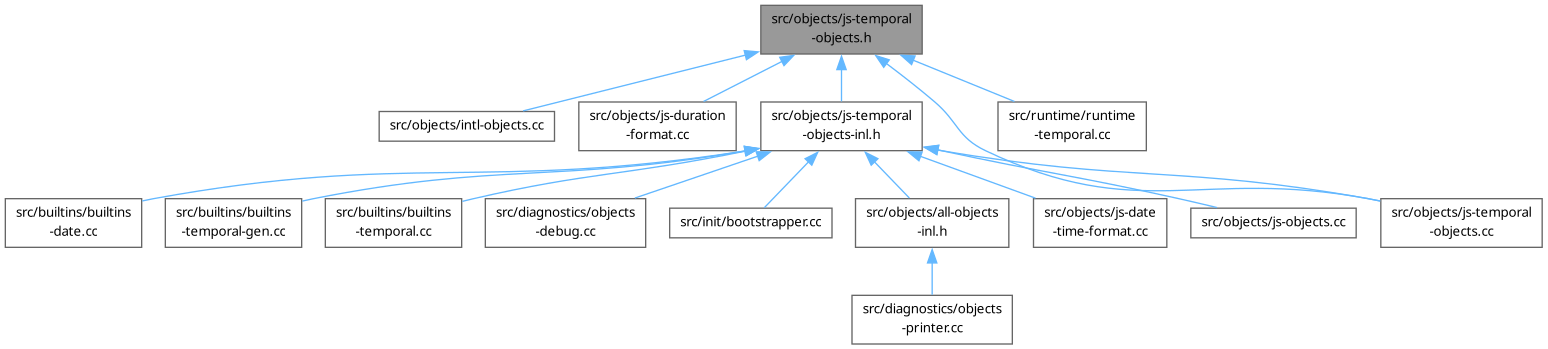 src/objects/js-temporal
-objects.h
src/objects/intl-objects.cc
src/objects/js-duration
-format.cc
src/objects/js-temporal
-objects-inl.h
src/runtime/runtime
-temporal.cc
src/builtins/builtins
-date.cc
src/builtins/builtins
-temporal-gen.cc
src/builtins/builtins
-temporal.cc
src/diagnostics/objects
-debug.cc
src/init/bootstrapper.cc
src/objects/all-objects
-inl.h
src/objects/js-date
-time-format.cc
src/objects/js-objects.cc
src/objects/js-temporal
-objects.cc
src/diagnostics/objects
-printer.cc